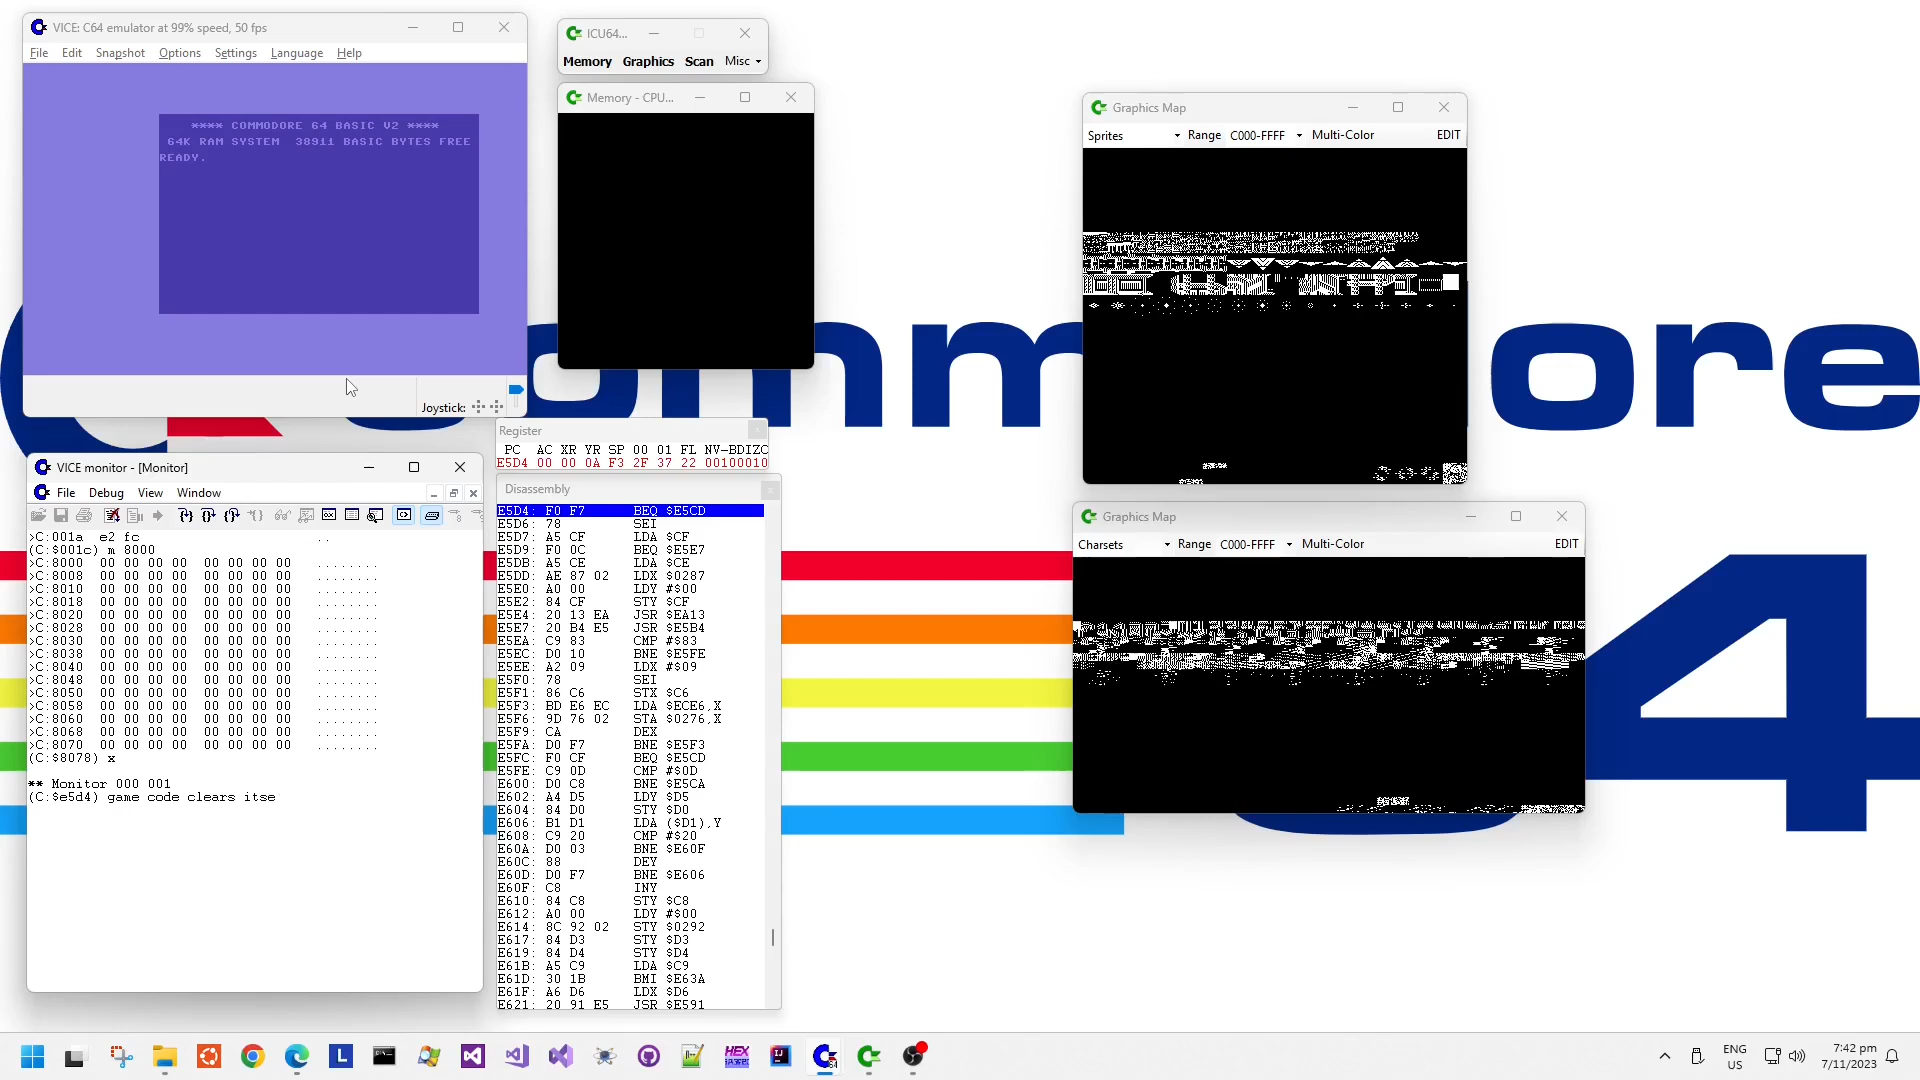 VICE: C64 emulator at 99% speed, 50 fps
File Edit Snapshot Options Settings Language Help
**** COMMODORE 64 BASIC V2 ****
64K RAM SYSTEM  38911 BASIC BYTES FREE
READY.
Joystick:
ICU64...
Memory Graphics Scan Misc
Memory - CPU...
Graphics Map
Sprites Range C000-FFFF Multi-Color EDIT
Graphics Map
Charsets Range C000-FFFF Multi-Color EDIT
Register
PC AC XR YR SP 00 01 FL NV-BDIZC
E5D4 00 00 0A F3 2F 37 22 00100010
VICE monitor - [Monitor]
File Debug View Window
>C:001a  e2 fc ..
(C:$001c) m 8000
>C:8000  00 00 00 00  00 00 00 00 ........
>C:8008  00 00 00 00  00 00 00 00 ........
>C:8010  00 00 00 00  00 00 00 00 ........
>C:8018  00 00 00 00  00 00 00 00 ........
>C:8020  00 00 00 00  00 00 00 00 ........
>C:8028  00 00 00 00  00 00 00 00 ........
>C:8030  00 00 00 00  00 00 00 00 ........
>C:8038  00 00 00 00  00 00 00 00 ........
>C:8040  00 00 00 00  00 00 00 00 ........
>C:8048  00 00 00 00  00 00 00 00 ........
>C:8050  00 00 00 00  00 00 00 00 ........
>C:8058  00 00 00 00  00 00 00 00 ........
>C:8060  00 00 00 00  00 00 00 00 ........
>C:8068  00 00 00 00  00 00 00 00 ........
>C:8070  00 00 00 00  00 00 00 00 ........
(C:$8078) x
** Monitor 000 001
(C:$e5d4) game code clears itse
Disassembly
E5D4: F0 F7 BEQ $E5CD
E5D6: 78 SEI
E5D7: A5 CF LDA $CF
E5D9: F0 0C BEQ $E5E7
E5DB: A5 CE LDA $CE
E5DD: AE 87 02 LDX $0287
E5E0: A0 00 LDY #$00
E5E2: 84 CF STY $CF
E5E4: 20 13 EA JSR $EA13
E5E7: 20 B4 E5 JSR $E5B4
E5EA: C9 83 CMP #$83
E5EC: D0 10 BNE $E5FE
E5EE: A2 09 LDX #$09
E5F0: 78 SEI
E5F1: 86 C6 STX $C6
E5F3: BD E6 EC LDA $ECE6,X
E5F6: 9D 76 02 STA $0276,X
E5F9: CA DEX
E5FA: D0 F7 BNE $E5F3
E5FC: F0 CF BEQ $E5CD
E5FE: C9 0D CMP #$0D
E600: D0 C8 BNE $E5CA
E602: A4 D5 LDY $D5
E604: 84 D0 STY $D0
E606: B1 D1 LDA ($D1),Y
E608: C9 20 CMP #$20
E60A: D0 03 BNE $E60F
E60C: 88 DEY
E60D: D0 F7 BNE $E606
E60F: C8 INY
E610: 84 C8 STY $C8
E612: A0 00 LDY #$00
E614: 8C 92 02 STY $0292
E617: 84 D3 STY $D3
E619: 84 D4 STY $D4
E61B: A5 C9 LDA $C9
E61D: 30 1B BMI $E63A
E61F: A6 D6 LDX $D6
E621: 20 91 E5 JSR $E591
ENG
US
7:42 pm
7/11/2023